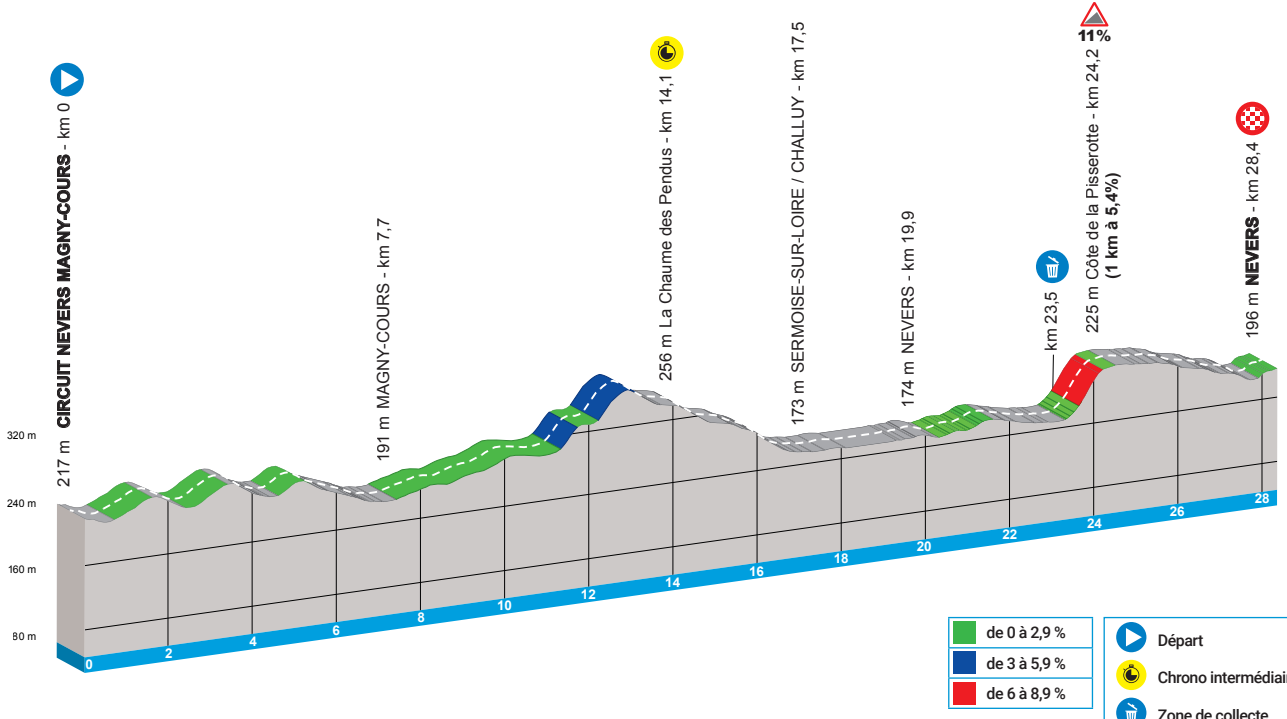 217 m CIRCUIT NEVERS MAGNY-COURS - km 0
191 m MAGNY-COURS - km 7,7
256 m La Chaume des Pendus - km 14,1
173 m SERMOISE-SUR-LOIRE / CHALLUY - km 17,5
174 m NEVERS - km 19,9
km 23,5
11%
225 m Côte de la Pisserotte - km 24,2
(1 km à 5,4%)
196 m NEVERS - km 28,4
320 m
240 m
160 m
80 m
0 2 4 6 8 10 12 14 16 18 20 22 24 26 28
de 0 à 2,9 %
de 3 à 5,9 %
de 6 à 8,9 %
Départ
Chrono intermédiair
Zone de collecte